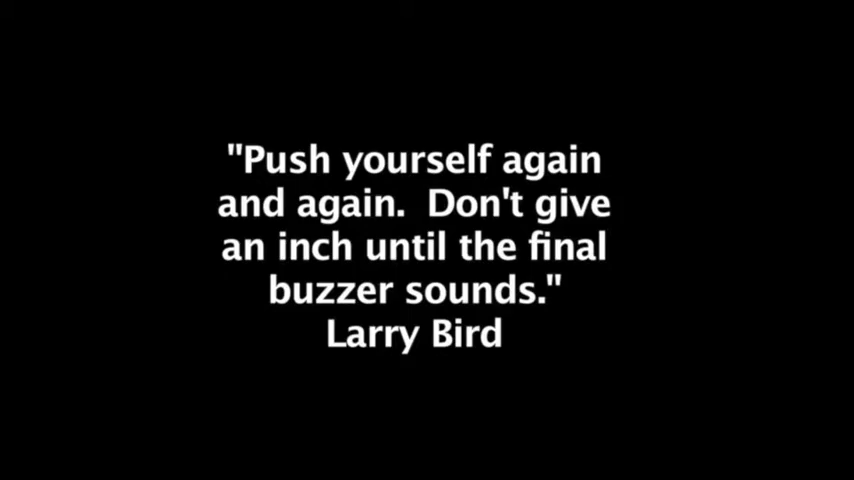 "Push yourself again
and again.  Don't give
an inch until the final
buzzer sounds."
Larry Bird